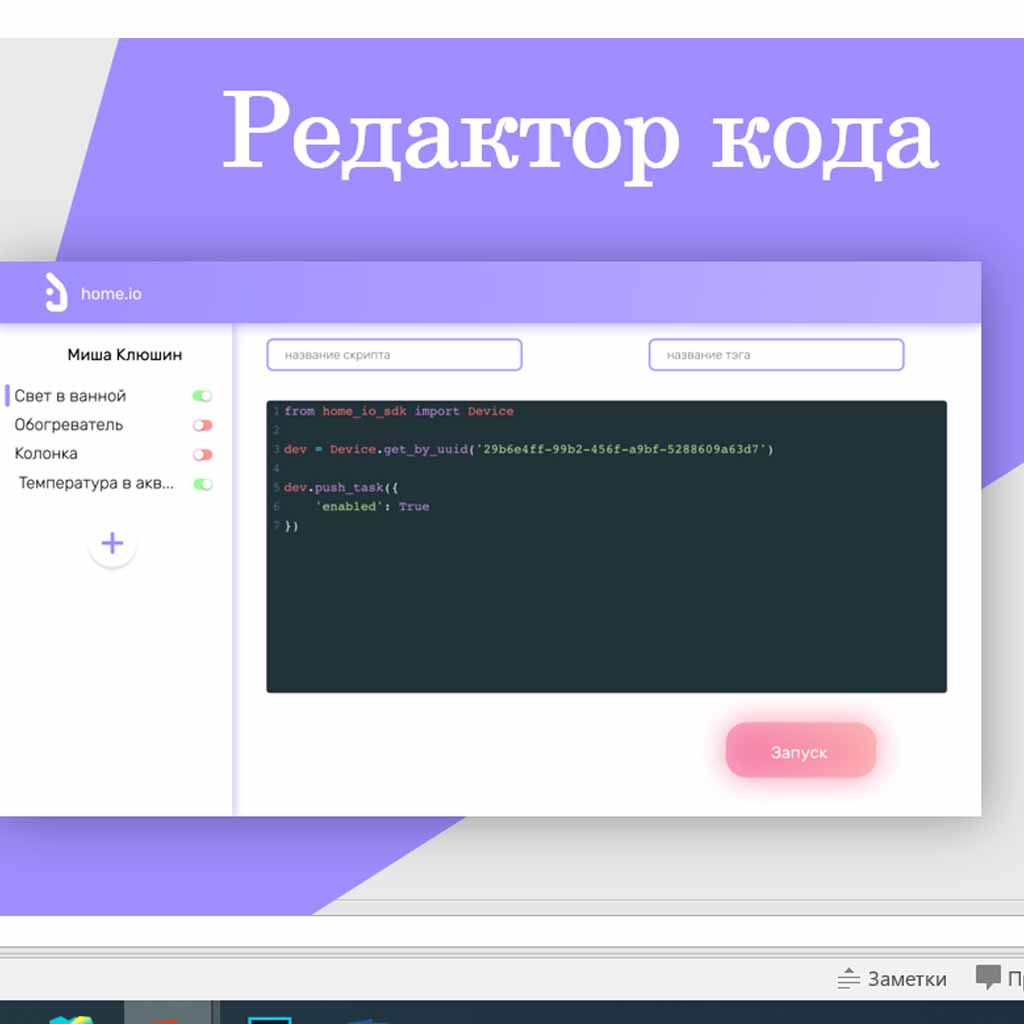 Редактор кода
home.io
Миша Клюшин
Свет в ванной
Обогреватель
Колонка
Температура в акв...
название скрипта
название тэга
1 from home_io_sdk import Device
2
3 dev = Device.get_by_uuid('29b6e4ff-99b2-456f-a9bf-5288609a63d7')
4
5 dev.push_task({
6     'enabled': True
7 })
Запуск
Заметки